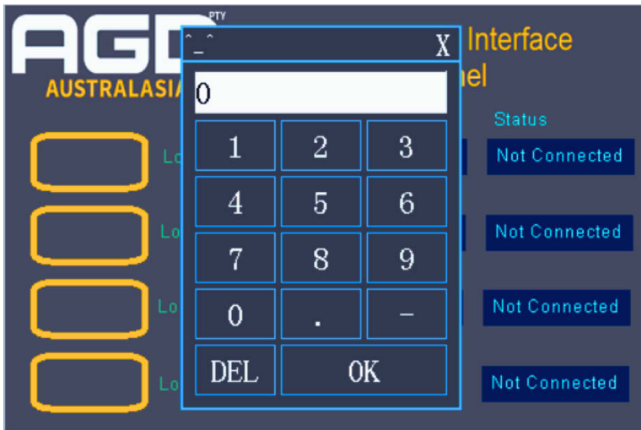 AGD PTY
AUSTRALASIA
Interface
^_^ X
0
Status
1 2 3
Not Connected
4 5 6
Not Connected
7 8 9
0 . -
Not Connected
DEL OK
Not Connected